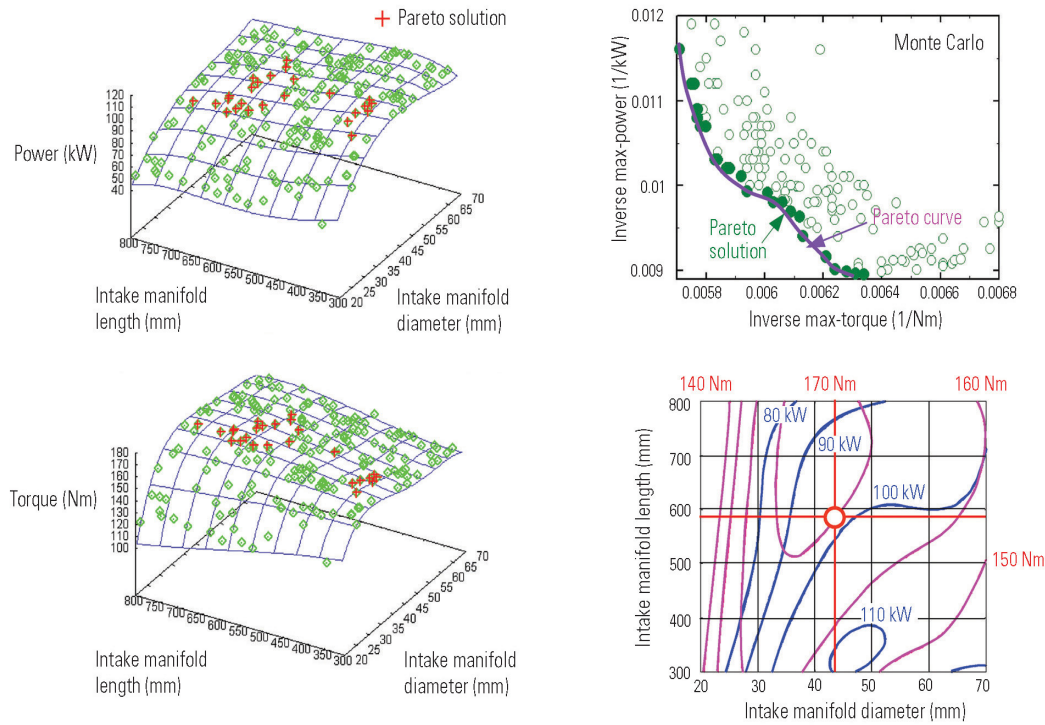 Pareto solution
Power (kW)
120
110
100
90
80
70
60
50
40
800
750
700
650
600
550
500
450
400
350
300
20
25
30
35
40
45
50
55
60
65
70
Intake manifold
length (mm)
Intake manifold
diameter (mm)
Monte Carlo
Inverse max-power (1/kW)
0.012
0.011
0.01
0.009
Pareto
solution
Pareto curve
0.0058 0.006 0.0062 0.0064 0.0066 0.0068
Inverse max-torque (1/Nm)
Torque (Nm)
180
170
160
150
140
130
120
110
100
800
750
700
650
600
550
500
450
400
350
300
20
25
30
35
40
45
50
55
60
65
70
Intake manifold
length (mm)
Intake manifold
diameter (mm)
140 Nm 170 Nm 160 Nm
Intake manifold length (mm)
800
700
600
500
400
300
80 kW
90 kW
100 kW
150 Nm
110 kW
20 30 40 50 60 70
Intake manifold diameter (mm)